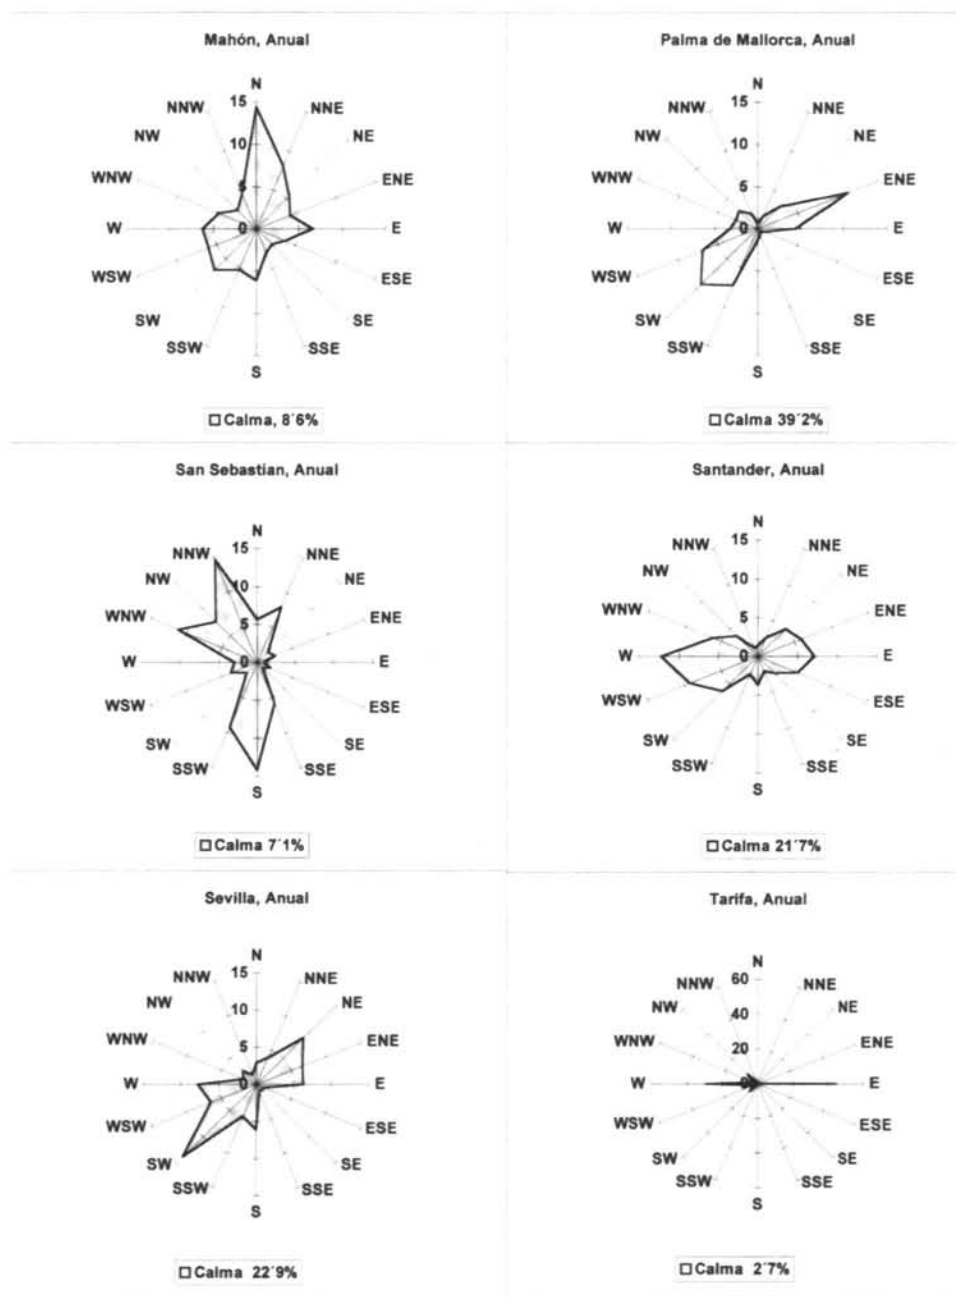 Mahón, Anual
N
NNW 15 NNE
NW 10 NE
WNW 5 ENE
W 0 E
WSW ESE
SW SE
SSW SSE
S
Calma, 8´6%
Palma de Mallorca, Anual
N
NNW 15 NNE
NW 10 NE
WNW 5 ENE
W 0 E
WSW ESE
SW SE
SSW SSE
S
Calma 39´2%
San Sebastian, Anual
N
NNW 15 NNE
NW 10 NE
WNW 5 ENE
W 0 E
WSW ESE
SW SE
SSW SSE
S
Calma 7´1%
Santander, Anual
N
NNW 15 NNE
NW 10 NE
WNW 5 ENE
W 0 E
WSW ESE
SW SE
SSW SSE
S
Calma 21´7%
Sevilla, Anual
N
NNW 15 NNE
NW 10 NE
WNW 5 ENE
W 0 E
WSW ESE
SW SE
SSW SSE
S
Calma 22´9%
Tarifa, Anual
N
NNW 60 NNE
NW 40 NE
WNW 20 ENE
W 0 E
WSW ESE
SW SE
SSW SSE
S
Calma 2´7%